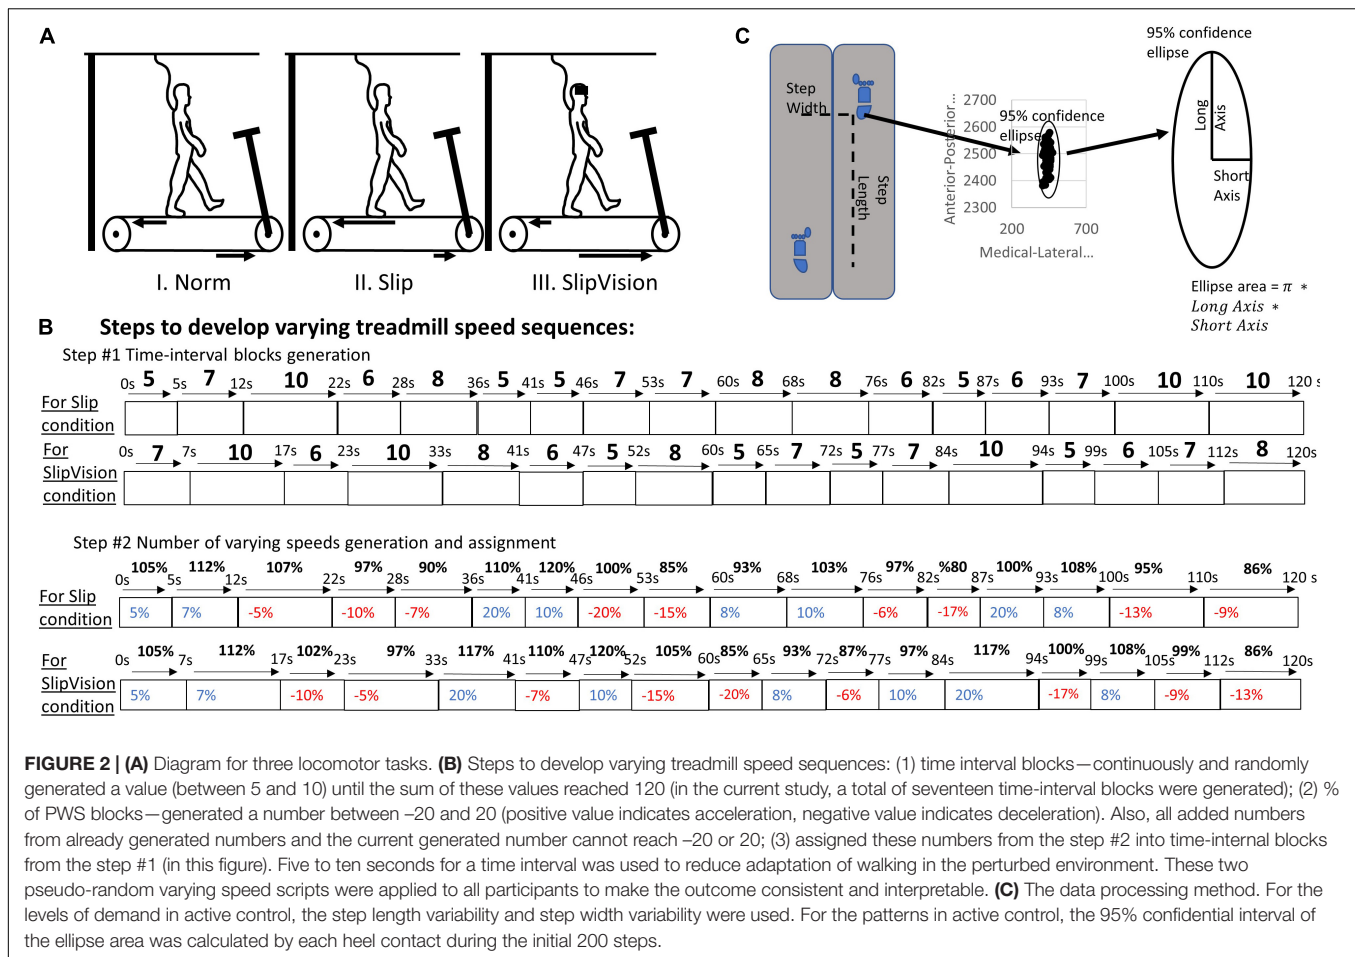 A
I. Norm
II. Slip
III. SlipVision
C
Step
Width
Step
Length
Anterior-Posterior...
2700
2600
2500
2400
2300
200
700
Medical-Lateral...
95% confidence
ellipse
95% confidence
ellipse
Long
Axis
Short
Axis
Ellipse area = π *
Long Axis *
Short Axis
B
Steps to develop varying treadmill speed sequences:
Step #1 Time-interval blocks generation
0s 5 5s 7 12s 10 22s 6 28s 8 36s 5 41s 5 46s 7 53s 7 60s 8 68s 8 76s 6 82s 5 87s 6 93s 7 100s 10 110s 10 120 s
For Slip
condition
0s 7 7s 10 17s 6 23s 10 33s 8 41s 6 47s 5 52s 8 60s 5 65s 7 72s 5 77s 7 84s 10 94s 5 99s 6 105s 7 112s 8 120s
For
SlipVision
condition
Step #2 Number of varying speeds generation and assignment
105% 112% 107% 97% 90% 110% 120% 100% 85% 93% 103% 97% %80 100% 108% 95% 86%
0s 5s 12s 22s 28s 36s 41s 46s 53s 60s 68s 76s 82s 87s 93s 100s 110s 120 s
For Slip
condition
5% 7% -5% -10% -7% 20% 10% -20% -15% 8% 10% -6% -17% 20% 8% -13% -9%
105% 112% 102% 97% 117% 110% 120% 105% 85% 93% 87% 97% 117% 100% 108% 99% 86%
0s 7s 17s 23s 33s 41s 47s 52s 60s 65s 72s 77s 84s 94s 99s 105s 112s 120s
For
SlipVision
condition
5% 7% -10% -5% 20% -7% 10% -15% -20% 8% -6% 10% 20% -17% 8% -9% -13%
FIGURE 2 | (A) Diagram for three locomotor tasks. (B) Steps to develop varying treadmill speed sequences: (1) time interval blocks—continuously and randomly
generated a value (between 5 and 10) until the sum of these values reached 120 (in the current study, a total of seventeen time-interval blocks were generated); (2) %
of PWS blocks—generated a number between –20 and 20 (positive value indicates acceleration, negative value indicates deceleration). Also, all added numbers
from already generated numbers and the current generated number cannot reach –20 or 20; (3) assigned these numbers from the step #2 into time-internal blocks
from the step #1 (in this figure). Five to ten seconds for a time interval was used to reduce adaptation of walking in the perturbed environment. These two
pseudo-random varying speed scripts were applied to all participants to make the outcome consistent and interpretable. (C) The data processing method. For the
levels of demand in active control, the step length variability and step width variability were used. For the patterns in active control, the 95% confidential interval of
the ellipse area was calculated by each heel contact during the initial 200 steps.